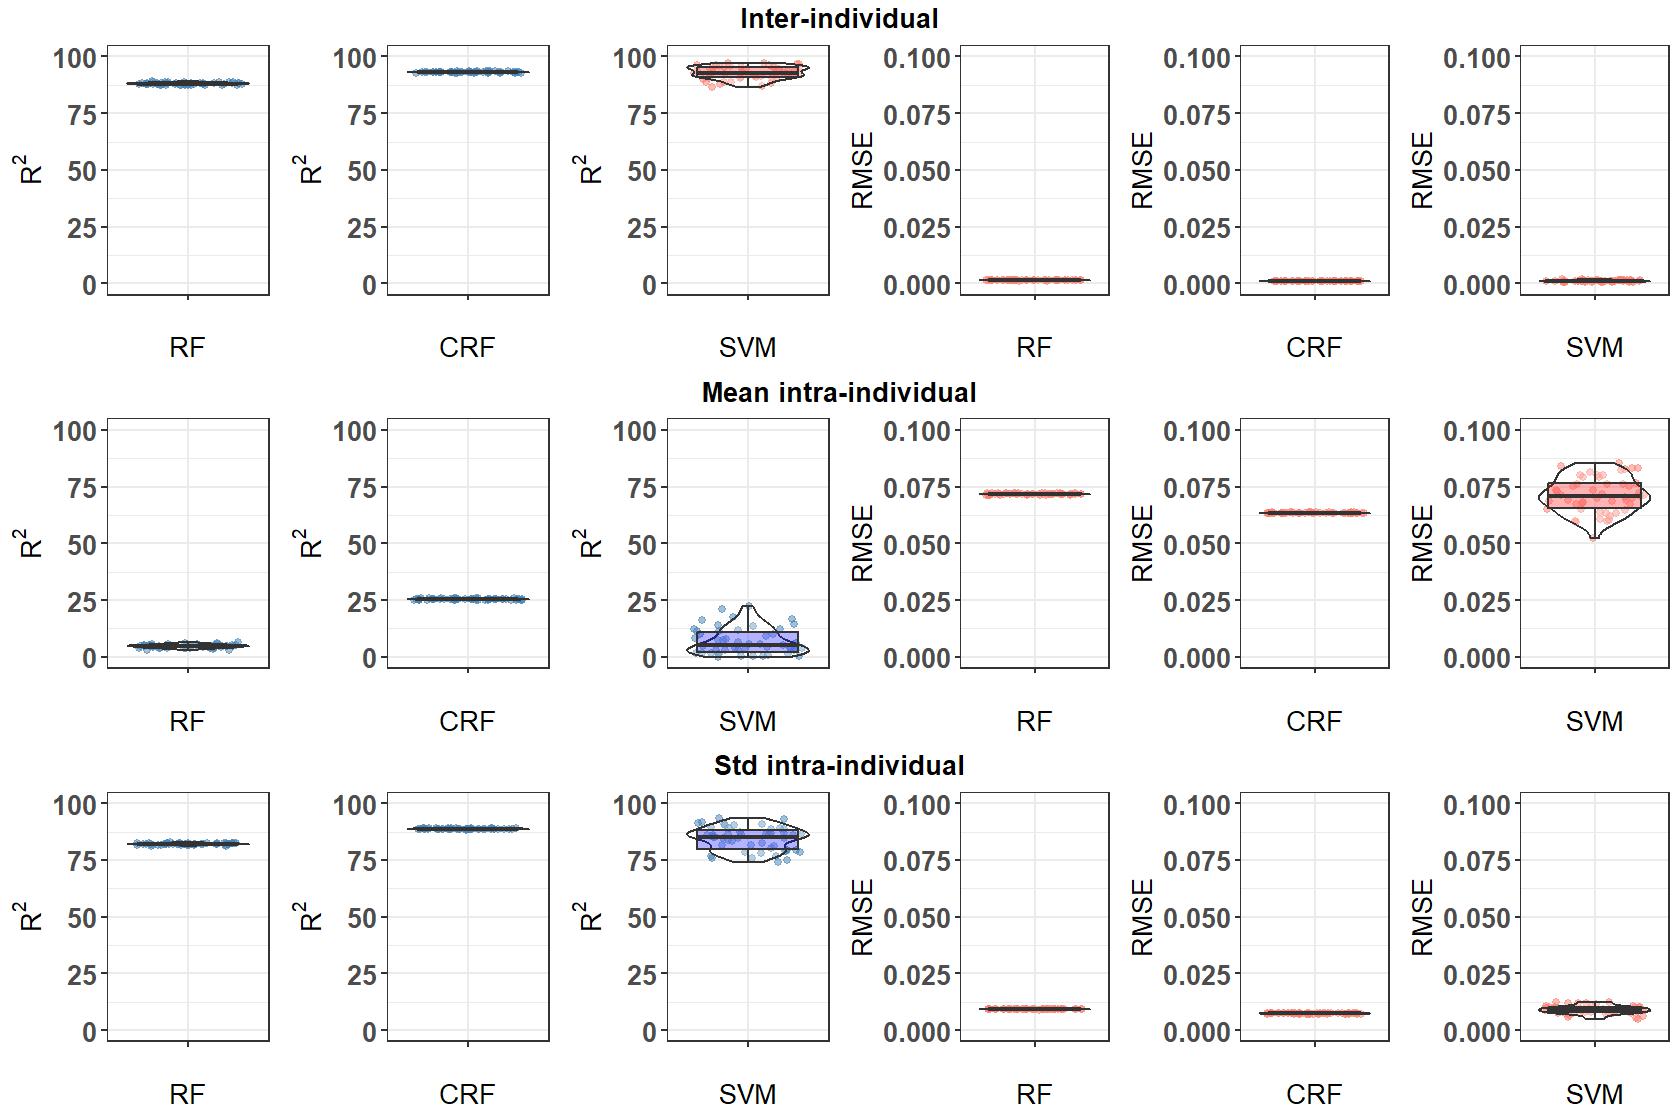 Inter-individual
100 100 100 0.100 0.100 0.100
75 75 75 0.075 0.075 0.075
R² 50 R² 50 R² 50 RMSE 0.050 RMSE 0.050 RMSE 0.050
25 25 25 0.025 0.025 0.025
0 0 0 0.000 0.000 0.000
RF CRF SVM RF CRF SVM
Mean intra-individual
100 100 100 0.100 0.100 0.100
75 75 75 0.075 0.075 0.075
R² 50 R² 50 R² 50 RMSE 0.050 RMSE 0.050 RMSE 0.050
25 25 25 0.025 0.025 0.025
0 0 0 0.000 0.000 0.000
RF CRF SVM RF CRF SVM
Std intra-individual
100 100 100 0.100 0.100 0.100
75 75 75 0.075 0.075 0.075
R² 50 R² 50 R² 50 RMSE 0.050 RMSE 0.050 RMSE 0.050
25 25 25 0.025 0.025 0.025
0 0 0 0.000 0.000 0.000
RF CRF SVM RF CRF SVM